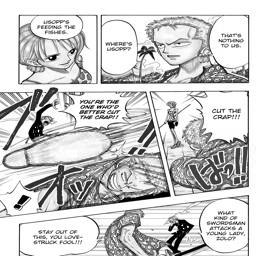 THAT'S
NOTHING
TO US.
WHERE'S
USOPP?
USOPP'S
FEEDING THE
FISHES.
CUT THE
CRAP!!!
YOU'RE THE
ONE WHO'D
BETTER CUT
THE CRAP!!
WHAT
KIND OF
SWORDSMAN
ATTACKS
A YOUNG
LADY,
ZOLO?
STAY OUT OF
THIS, YOU LOVE-
STRUCK FOOL!!!